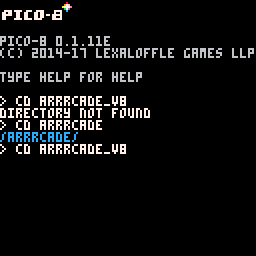 PICO-8
PICO-8 0.1.11E
(C) 2014-17 LEXALOFFLE GAMES LLP
TYPE HELP FOR HELP
> CD ARRRCADE_V8
DIRECTORY NOT FOUND
> CD ARRRCADE
/ARRRCADE/
> CD ARRRCADE_V8